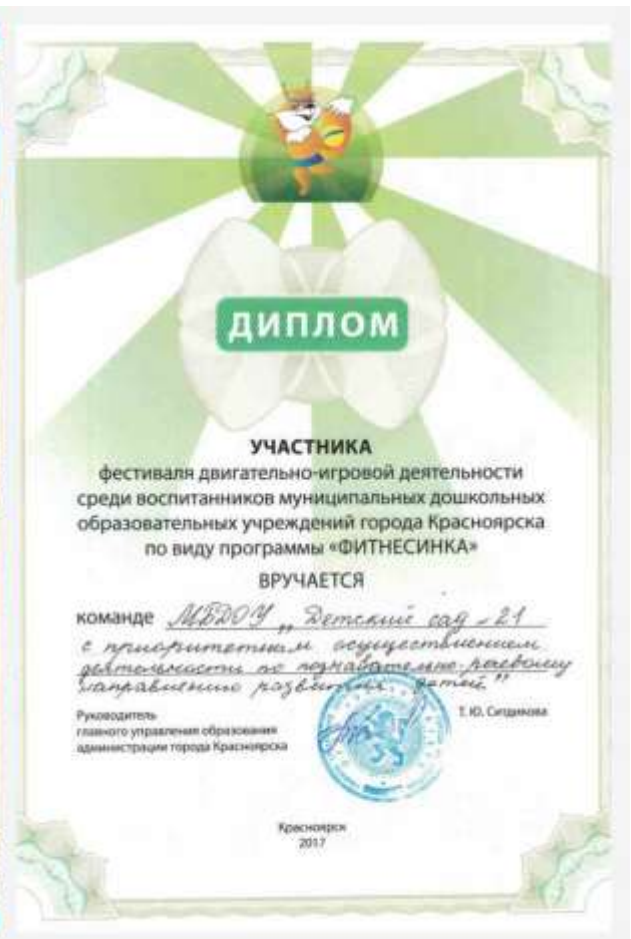 ДИПЛОМ
УЧАСТНИКА
фестиваля двигательно-игровой деятельности
среди воспитанников муниципальных дошкольных
образовательных учреждений города Красноярска
по виду программы «ФИТНЕСИНКА»
ВРУЧАЕТСЯ
команде МБДОУ „Детский сад - 21
с приоритетным осуществлением
деятельности по познавательно-речевому
направлению развития детей"
Руководитель
главного управления образования
администрации города Красноярска
Т. Ю. Ситдикова
Красноярск
2017